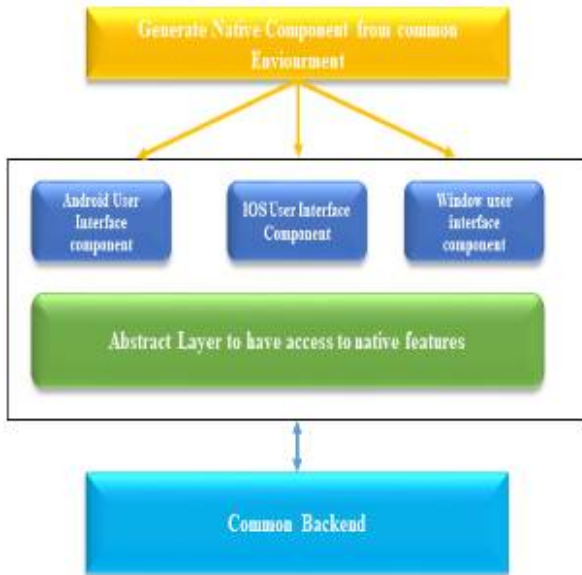 Generate Native Component from common
Enviourment
Android User
Interface
component
IOS User Interface
Component
Window user
interface
component
Abstract Layer to have access to native features
Common Backend